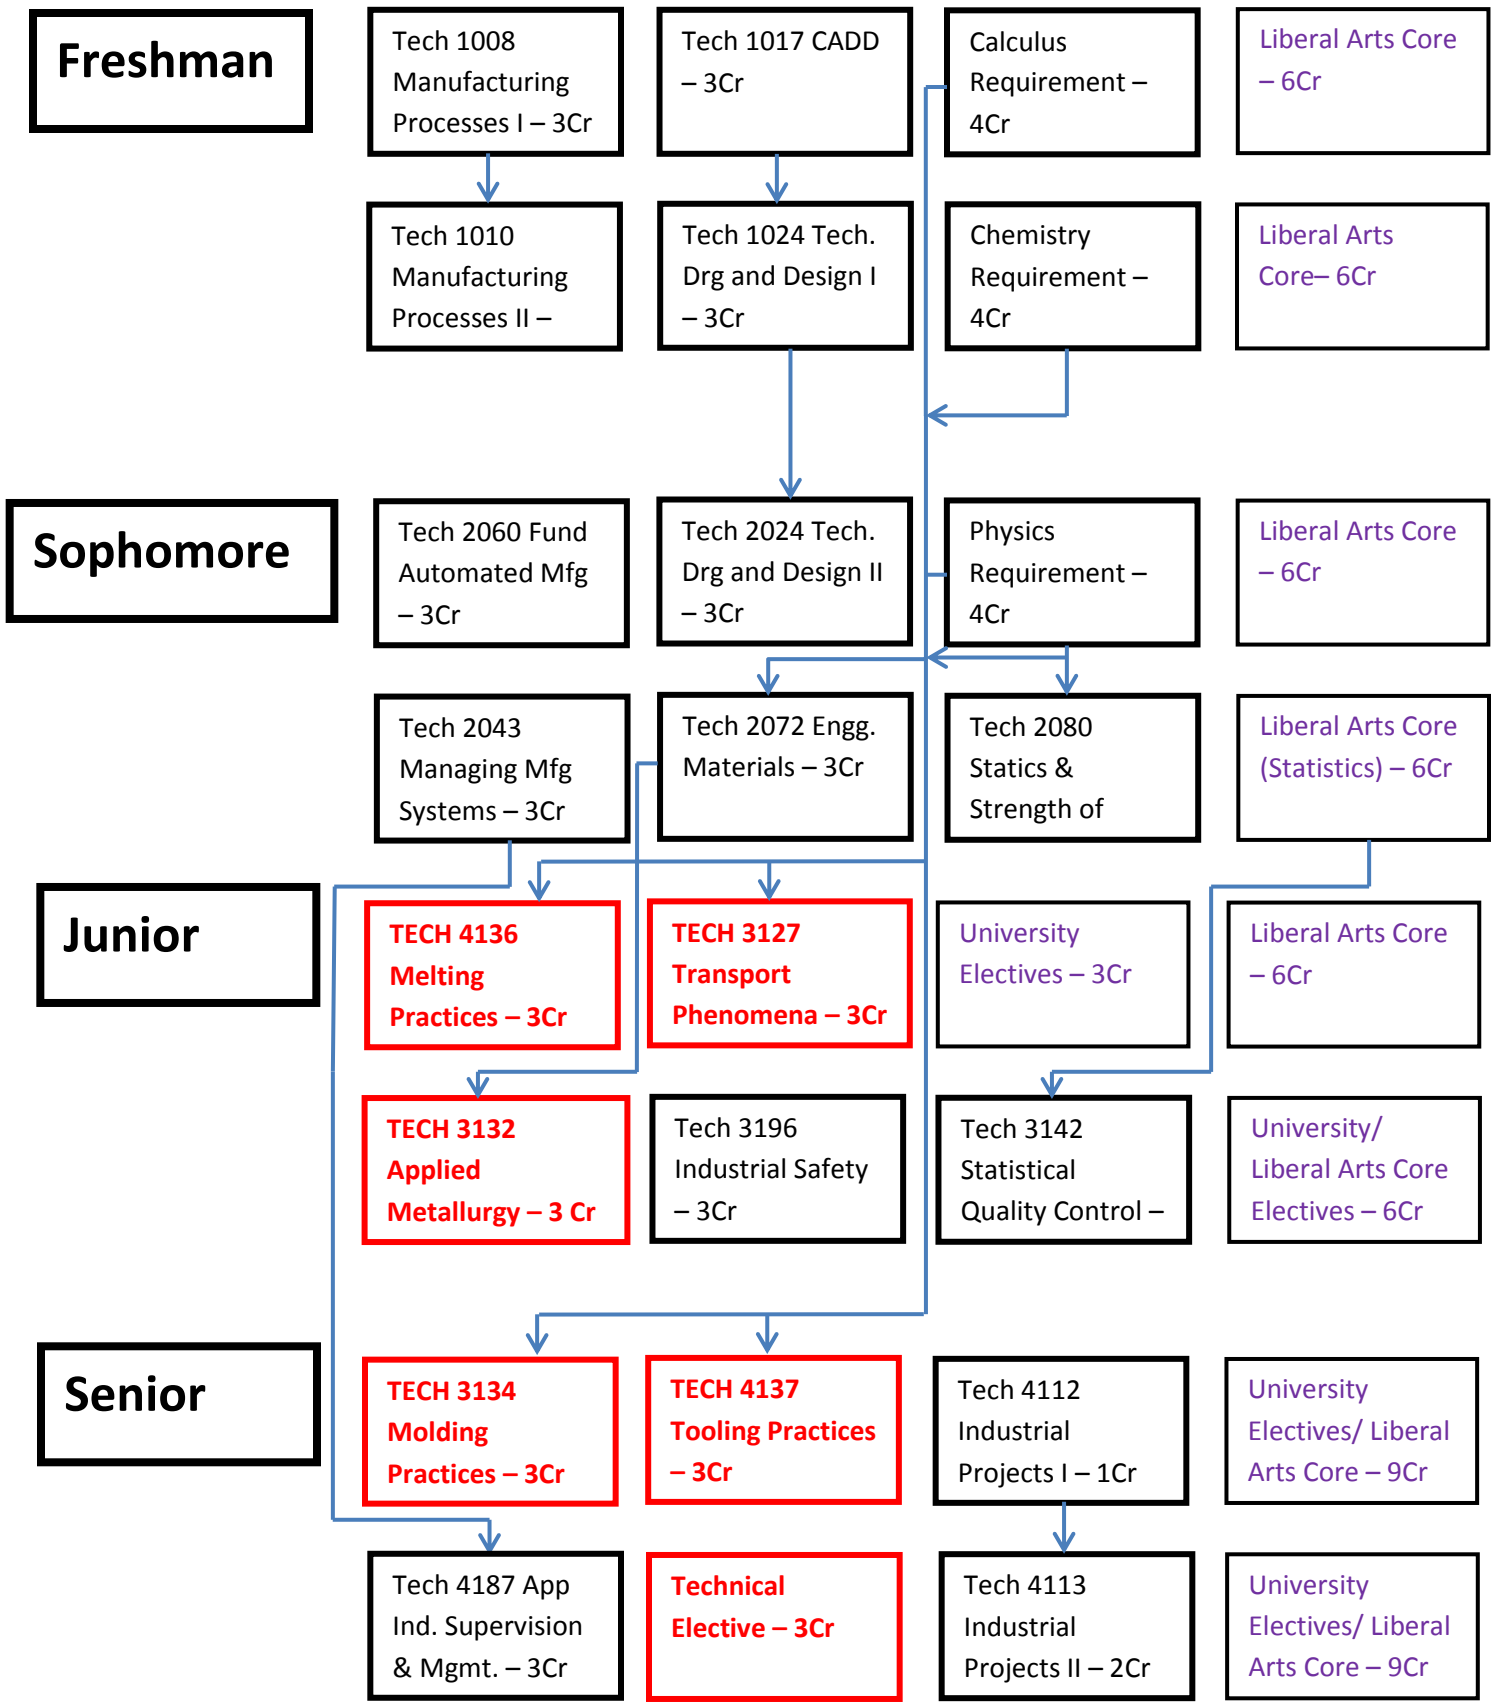 Freshman
Tech 1008
Manufacturing
Processes I – 3Cr
Tech 1017 CADD
– 3Cr
Calculus
Requirement –
4Cr
Liberal Arts Core
– 6Cr
Tech 1010
Manufacturing
Processes II –
Tech 1024 Tech.
Drg and Design I
– 3Cr
Chemistry
Requirement –
4Cr
Liberal Arts
Core– 6Cr
Sophomore
Tech 2060 Fund
Automated Mfg
– 3Cr
Tech 2024 Tech.
Drg and Design II
– 3Cr
Physics
Requirement –
4Cr
Liberal Arts Core
– 6Cr
Tech 2043
Managing Mfg
Systems – 3Cr
Tech 2072 Engg.
Materials – 3Cr
Tech 2080
Statics &
Strength of
Liberal Arts Core
(Statistics) – 6Cr
Junior
TECH 4136
Melting
Practices – 3Cr
TECH 3127
Transport
Phenomena – 3Cr
University
Electives – 3Cr
Liberal Arts Core
– 6Cr
TECH 3132
Applied
Metallurgy – 3 Cr
Tech 3196
Industrial Safety
– 3Cr
Tech 3142
Statistical
Quality Control –
University/
Liberal Arts Core
Electives – 6Cr
Senior
TECH 3134
Molding
Practices – 3Cr
TECH 4137
Tooling Practices
– 3Cr
Tech 4112
Industrial
Projects I – 1Cr
University
Electives/ Liberal
Arts Core – 9Cr
Tech 4187 App
Ind. Supervision
& Mgmt. – 3Cr
Technical
Elective – 3Cr
Tech 4113
Industrial
Projects II – 2Cr
University
Electives/ Liberal
Arts Core – 9Cr